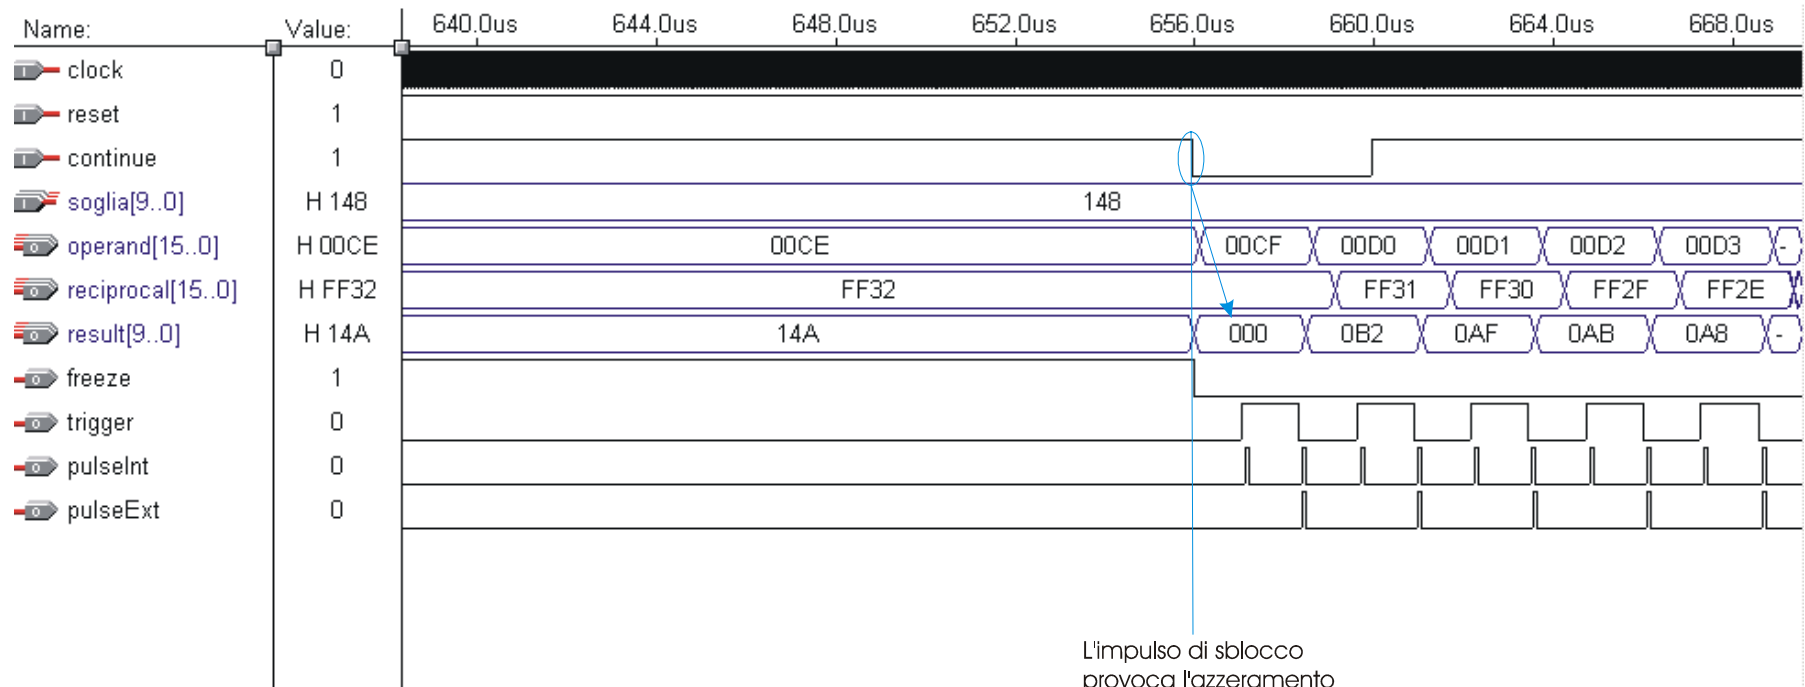 Name: Value: 640.0us 644.0us 648.0us 652.0us 656.0us 660.0us 664.0us 668.0us
clock 0
reset 1
continue 1
soglia[9..0] H 148 148
operand[15..0] H 00CE 00CE 00CF 00D0 00D1 00D2 00D3 -
reciprocal[15..0] H FF32 FF32 FF31 FF30 FF2F FF2E
result[9..0] H 14A 14A 000 0B2 0AF 0AB 0A8 -
freeze 1
trigger 0
pulseInt 0
pulseExt 0
L'impulso di sblocco
provoca l'azzeramento